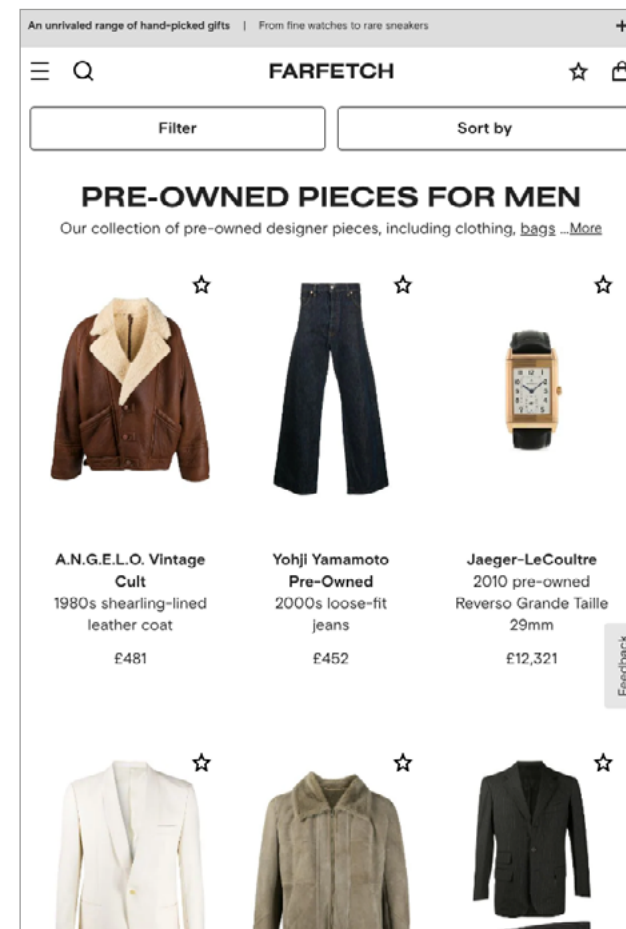 An unrivaled range of hand-picked gifts | From fine watches to rare sneakers
FARFETCH
Filter
Sort by
PRE-OWNED PIECES FOR MEN
Our collection of pre-owned designer pieces, including clothing, bags ...More
A.N.G.E.L.O. Vintage
Cult
1980s shearling-lined
leather coat
£481
Yohji Yamamoto
Pre-Owned
2000s loose-fit
jeans
£452
Jaeger-LeCoultre
2010 pre-owned
Reverso Grande Taille
29mm
£12,321
Feedback